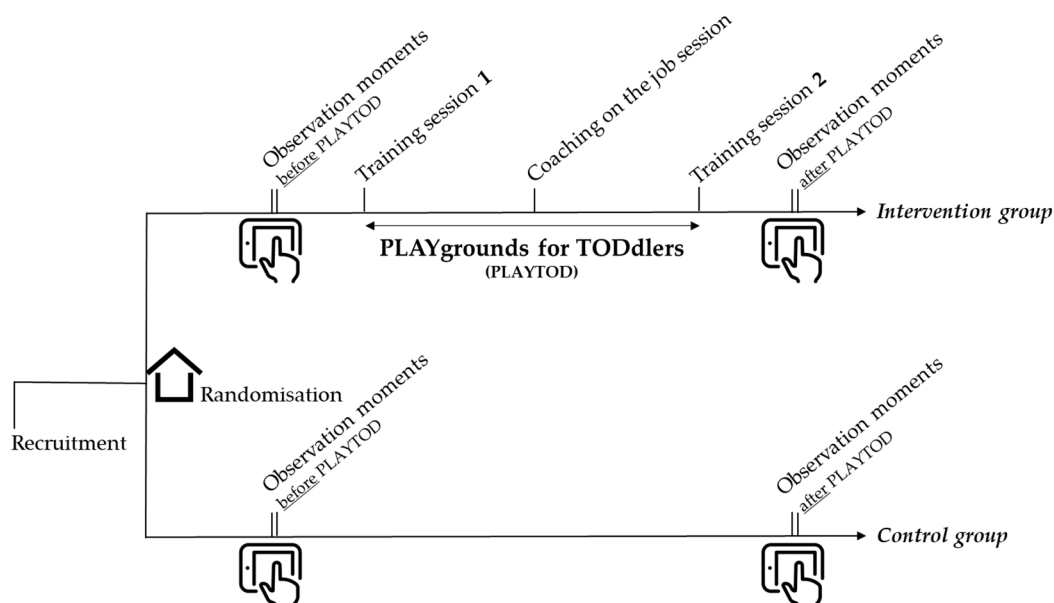 Observation moments
before PLAYTOD
Training session 1
Coaching on the job session
Training session 2
Observation moments
after PLAYTOD
Intervention group
PLAYgrounds for TODdlers
(PLAYTOD)
Randomisation
Recruitment
Observation moments
before PLAYTOD
Observation moments
after PLAYTOD
Control group